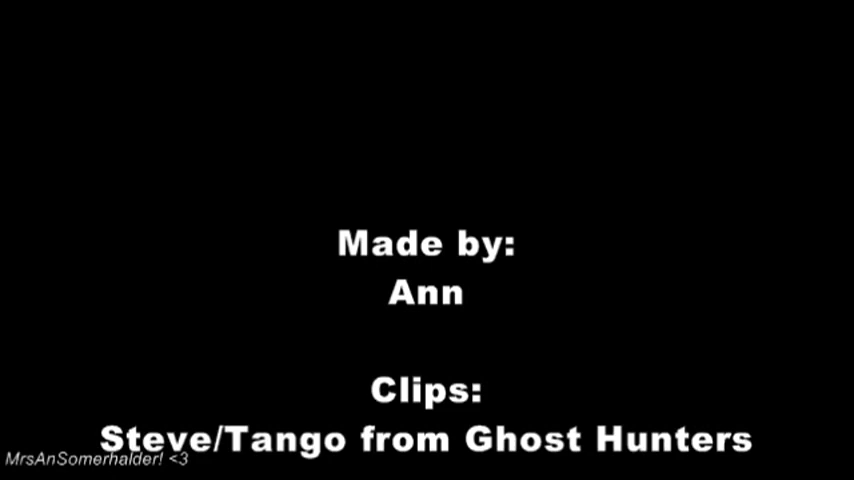 Made by:
Ann
Clips:
Steve/Tango from Ghost Hunters
MrsAnSomerhalder! <3